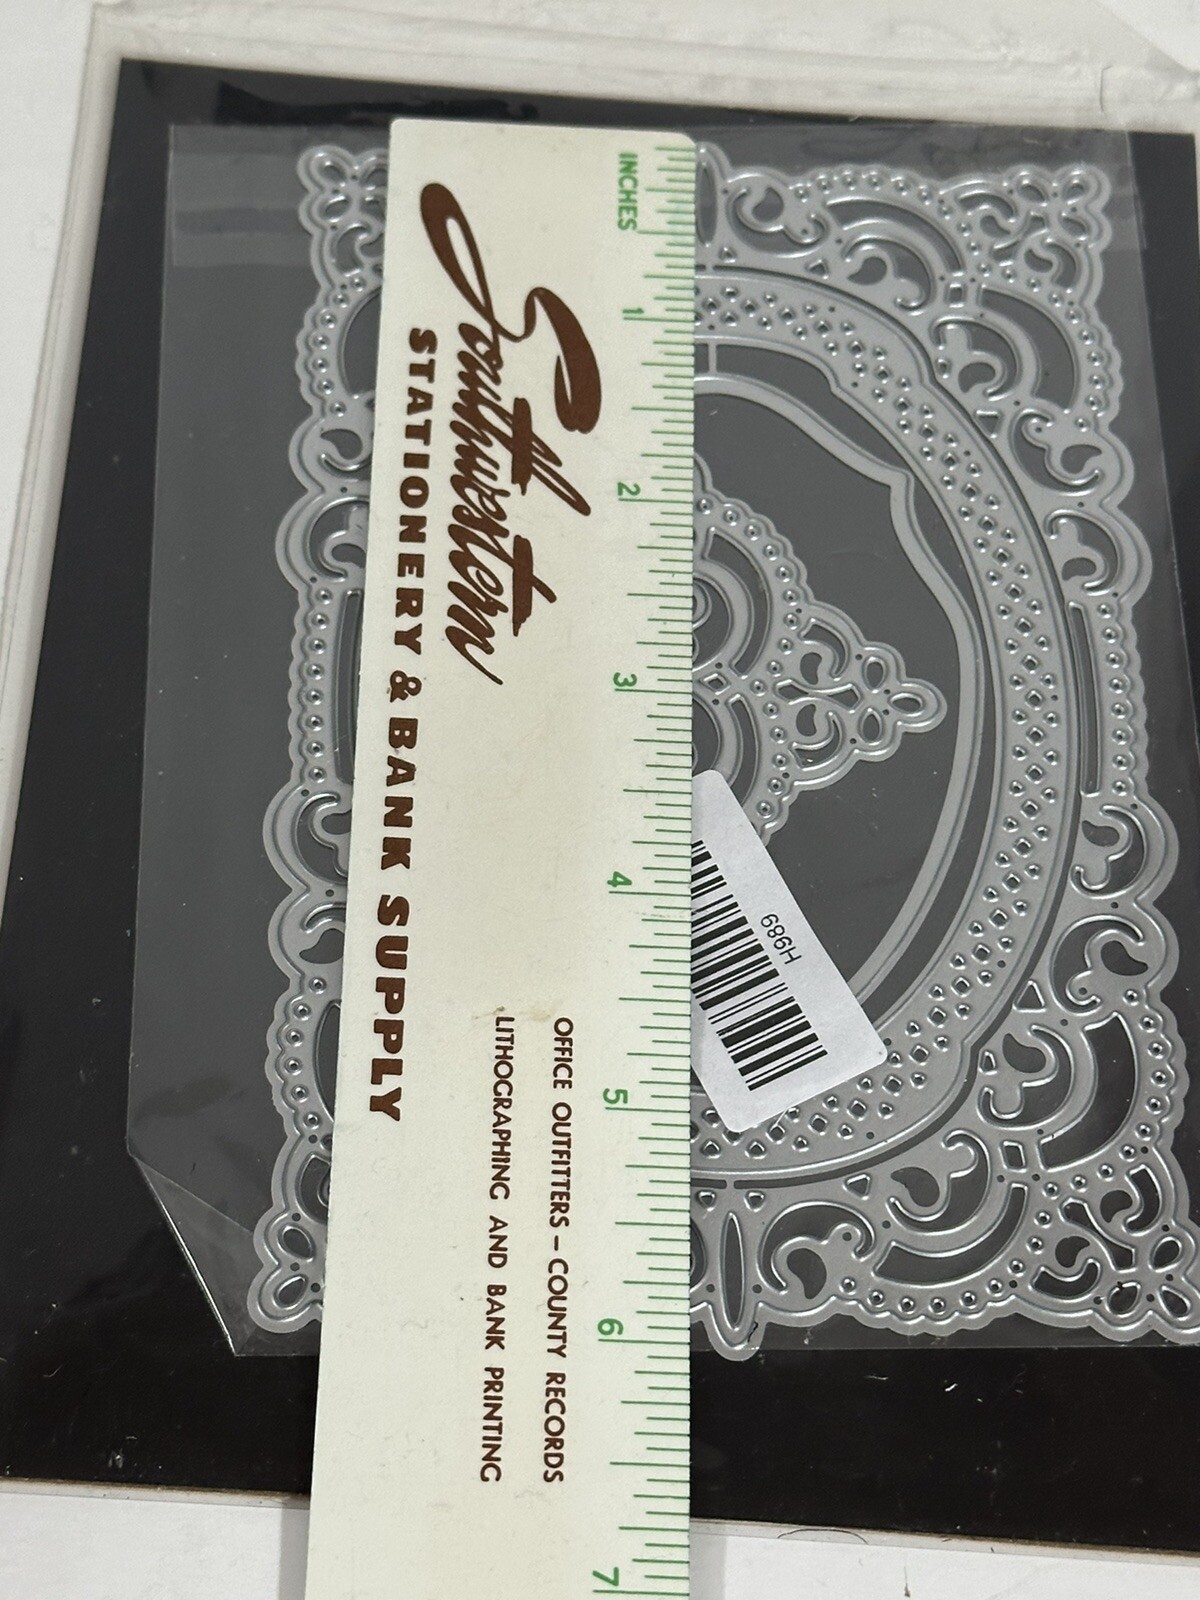 INCHES
1
2
3
4
5
6
7
Southwestern
STATIONERY & BANK SUPPLY
OFFICE OUTFITTERS – COUNTY RECORDS
LITHOGRAPHING AND BANK PRINTING
H989